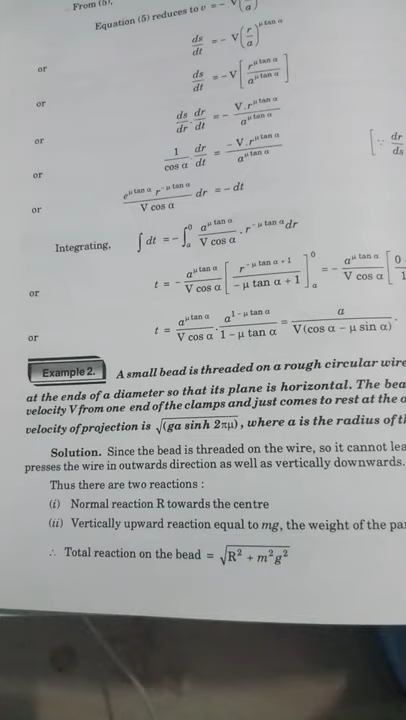 From (5),
Equation (5) reduces to v = – V(r/a)^{μ tan α}
ds/dt = – V(r/a)^{μ tan α}
or ds/dt = – V[r^{μ tan α}/a^{μ tan α}]
or ds/dr · dr/dt = – V.r^{μ tan α}/a^{μ tan α}
or 1/cos α · dr/dt = – V.r^{μ tan α}/a^{μ tan α} [∵ dr/ds
or e^{μ tan α} r^{– μ tan α}/V cos α dr = – dt
Integrating, ∫ dt = – ∫_a^0 a^{μ tan α}/V cos α . r^{– μ tan α} dr
or t = – a^{μ tan α}/V cos α [r^{– μ tan α + 1}/– μ tan α + 1]_a^0 = – a^{μ tan α}/V cos α [0
or t = a^{μ tan α}/V cos α · a^{1 – μ tan α}/1 – μ tan α = a/V(cos α – μ sin α).
Example 2. A small bead is threaded on a rough circular wire
at the ends of a diameter so that its plane is horizontal. The bea
velocity V from one end of the clamps and just comes to rest at the o
velocity of projection is √(ga sinh 2πμ), where a is the radius of th
Solution. Since the bead is threaded on the wire, so it cannot lea
presses the wire in outwards direction as well as vertically downwards.
Thus there are two reactions :
(i) Normal reaction R towards the centre
(ii) Vertically upward reaction equal to mg, the weight of the pa
∴ Total reaction on the bead = √(R² + m²g²)